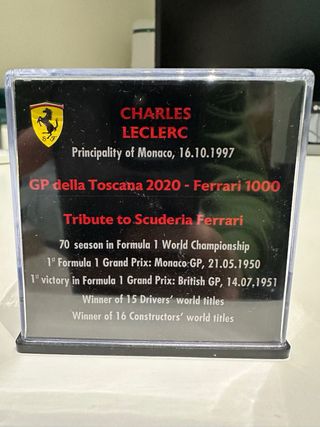 S F
CHARLES
LECLERC
Principality of Monaco, 16.10.1997
GP della Toscana 2020 - Ferrari 1000
Tribute to Scuderia Ferrari
70 season in Formula 1 World Championship
1° Formula 1 Grand Prix: Monaco GP, 21.05.1950
1° victory in Formula 1 Grand Prix: British GP, 14.07.1951
Winner of 15 Drivers' world titles
Winner of 16 Constructors' world titles